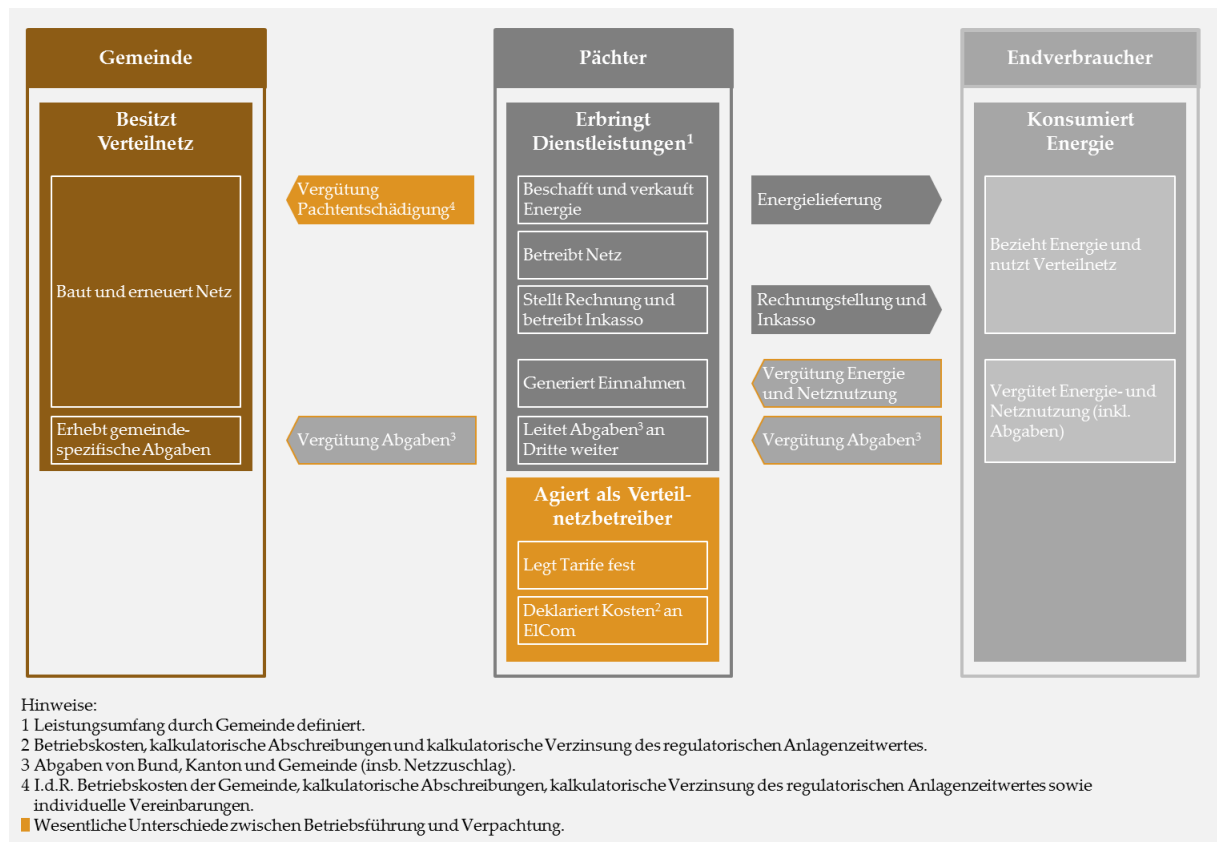 Gemeinde
Besitzt
Verteilnetz
Baut und erneuert Netz
Erhebt gemeinde-
spezifische Abgaben
Vergütung
Pachtentschädigung⁴
Vergütung Abgaben³
Pächter
Erbringt
Dienstleistungen¹
Beschafft und verkauft
Energie
Betreibt Netz
Stellt Rechnung und
betreibt Inkasso
Generiert Einnahmen
Leitet Abgaben³ an
Dritte weiter
Agiert als Verteil-
netzbetreiber
Legt Tarife fest
Deklariert Kosten² an
ElCom
Energielieferung
Rechnungstellung und
Inkasso
Vergütung Energie
und Netznutzung
Vergütung Abgaben³
Endverbraucher
Konsumiert
Energie
Bezieht Energie und
nutzt Verteilnetz
Vergütet Energie- und
Netznutzung (inkl.
Abgaben)
Hinweise:
1 Leistungsumfang durch Gemeinde definiert.
2 Betriebskosten, kalkulatorische Abschreibungen und kalkulatorische Verzinsung des regulatorischen Anlagenzeitwertes.
3 Abgaben von Bund, Kanton und Gemeinde (insb. Netzzuschlag).
4 I.d.R. Betriebskosten der Gemeinde, kalkulatorische Abschreibungen, kalkulatorische Verzinsung des regulatorischen Anlagenzeitwertes sowie
individuelle Vereinbarungen.
Wesentliche Unterschiede zwischen Betriebsführung und Verpachtung.